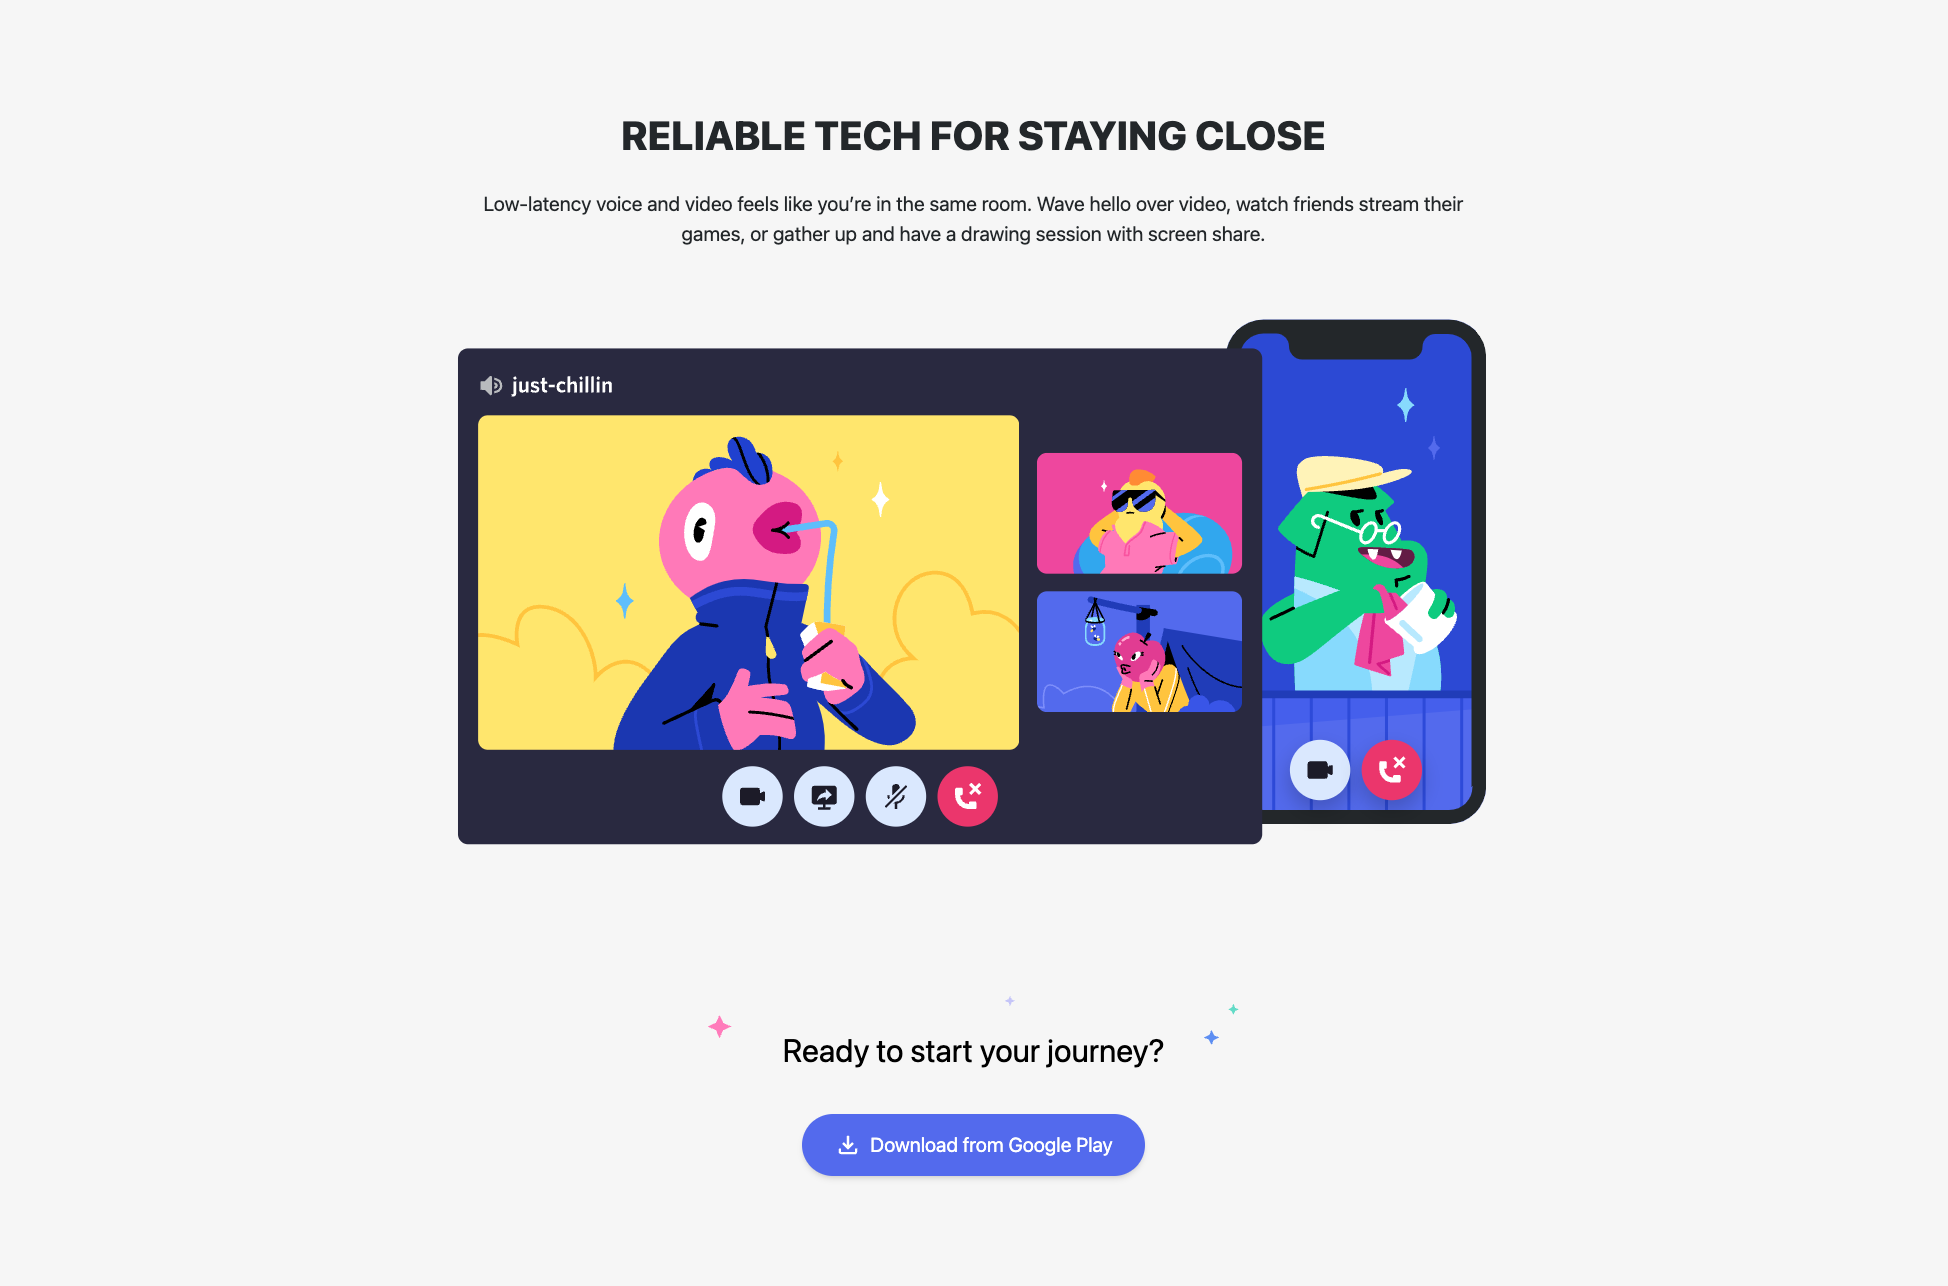 RELIABLE TECH FOR STAYING CLOSE
Low-latency voice and video feels like you’re in the same room. Wave hello over video, watch friends stream their
games, or gather up and have a drawing session with screen share.
just-chillin
Ready to start your journey?
Download from Google Play